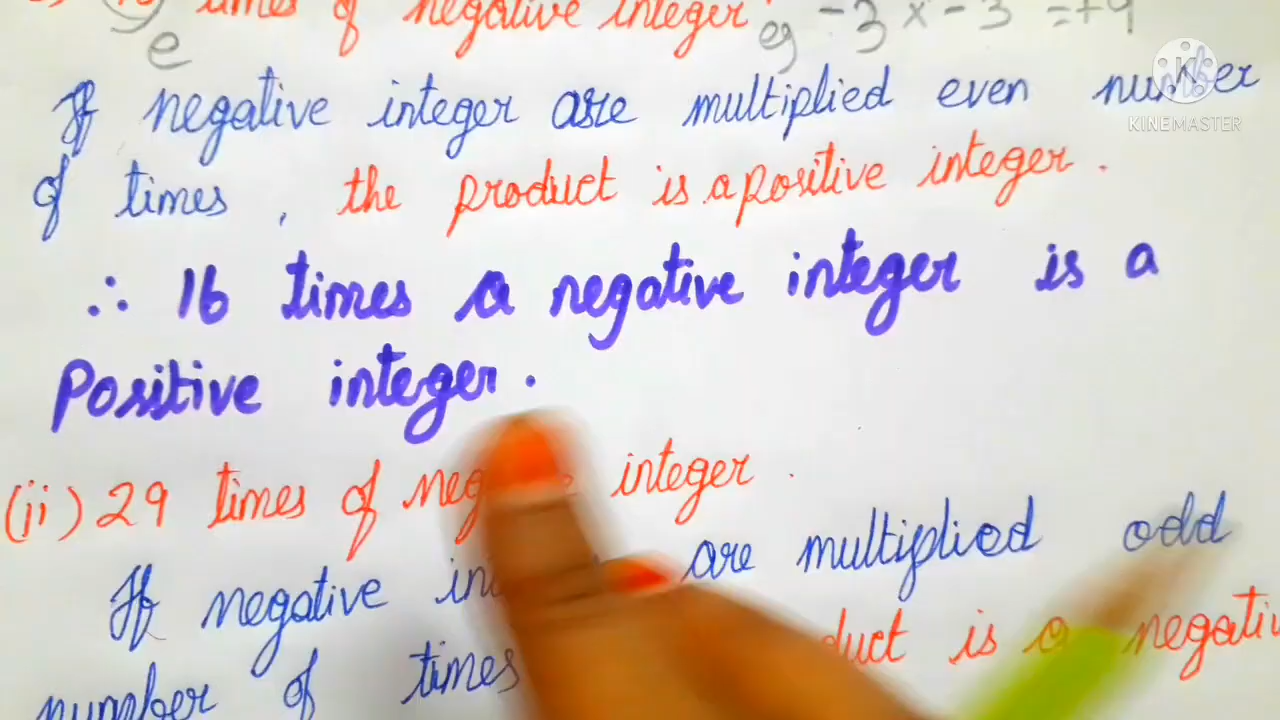 times of negative integer
e eg -3 x -3 = +9
If negative integer are multiplied even number
of times , the product is a positive integer .
∴ 16 times a negative integer is a
Positive integer .
(ii) 29 times of integer
If negative are multiplied odd
number of times is a
KINEMASTER